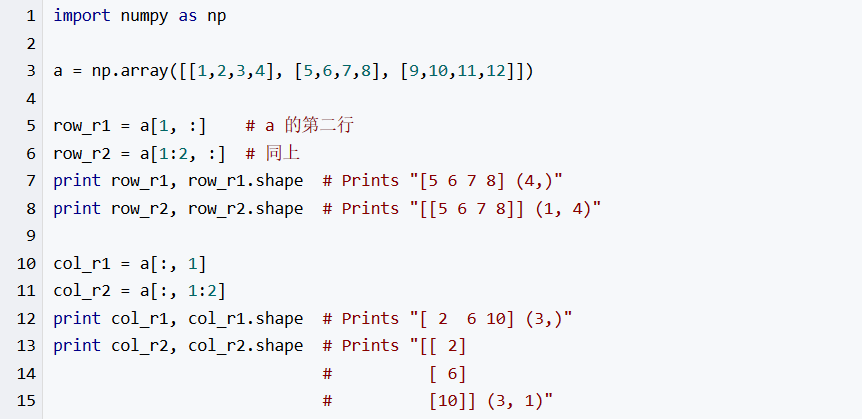 1 import numpy as np
2
3 a = np.array([[1,2,3,4], [5,6,7,8], [9,10,11,12]])
4
5 row_r1 = a[1, :]    # a 的第二行
6 row_r2 = a[1:2, :]  # 同上
7 print row_r1, row_r1.shape  # Prints "[5 6 7 8] (4,)"
8 print row_r2, row_r2.shape  # Prints "[[5 6 7 8]] (1, 4)"
9
10 col_r1 = a[:, 1]
11 col_r2 = a[:, 1:2]
12 print col_r1, col_r1.shape  # Prints "[ 2  6 10] (3,)"
13 print col_r2, col_r2.shape  # Prints "[[ 2]
14                             #          [ 6]
15                             #          [10]] (3, 1)"